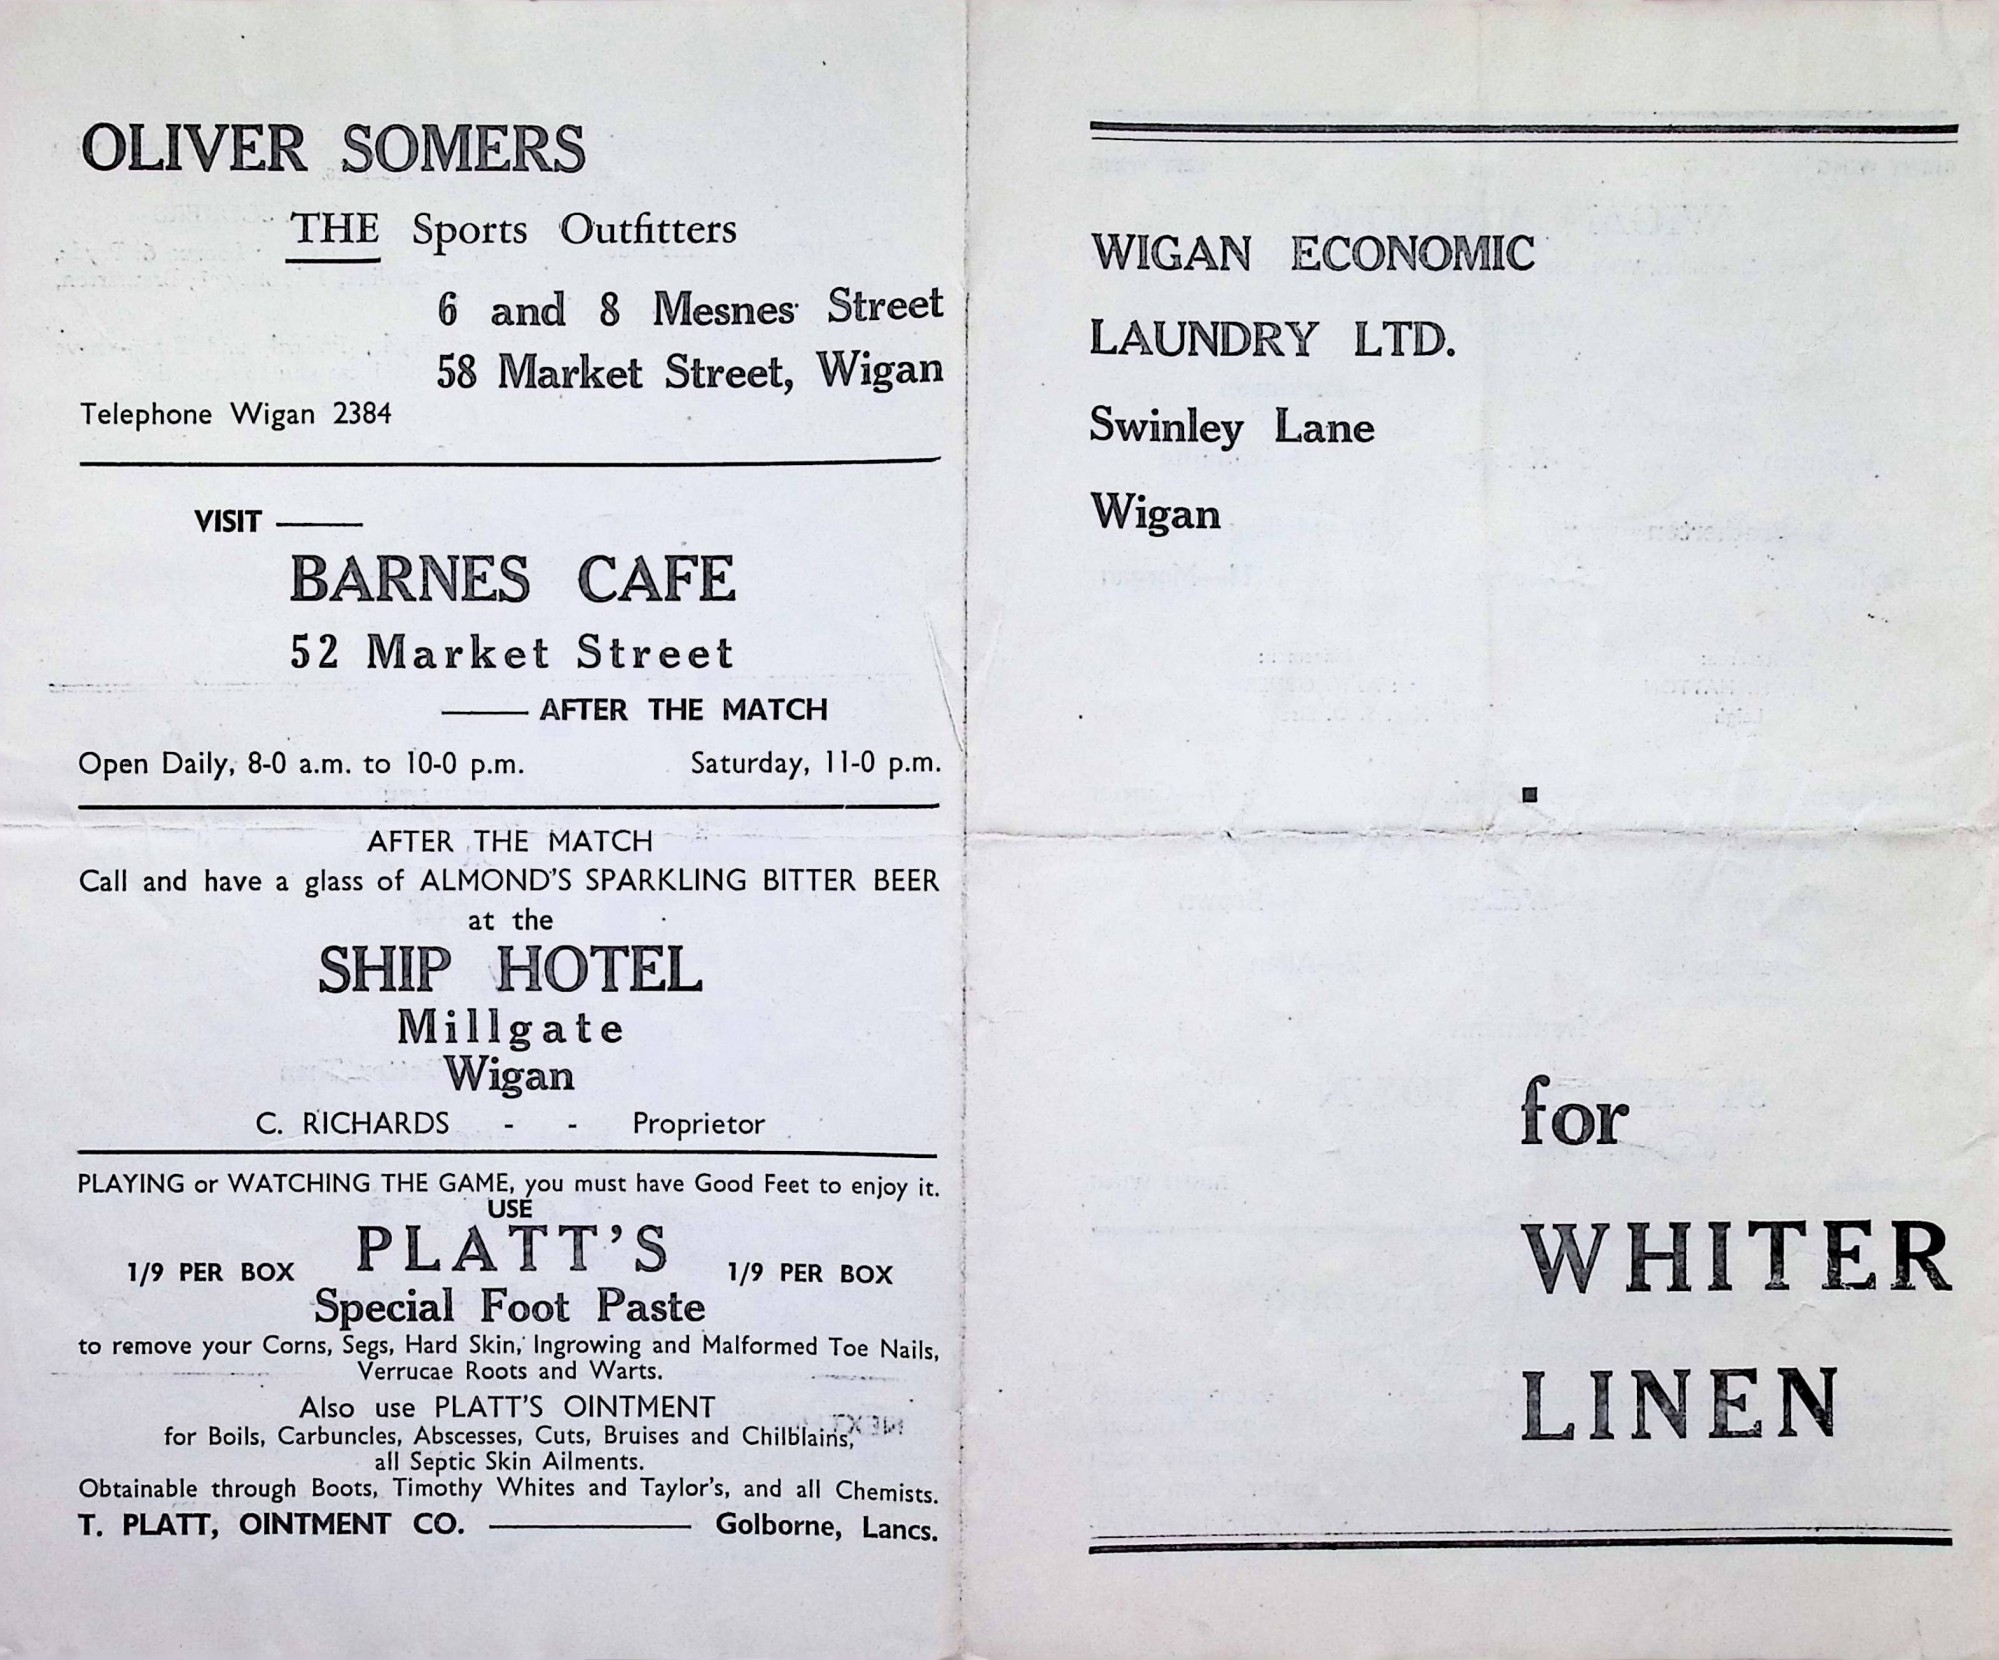 OLIVER SOMERS
THE Sports Outfitters
6 and 8 Mesnes Street
58 Market Street, Wigan
Telephone Wigan 2384
VISIT ——
BARNES CAFE
52 Market Street
—— AFTER THE MATCH
Open Daily, 8-0 a.m. to 10-0 p.m. Saturday, 11-0 p.m.
AFTER THE MATCH
Call and have a glass of ALMOND'S SPARKLING BITTER BEER
at the
SHIP HOTEL
Millgate
Wigan
C. RICHARDS - - Proprietor
PLAYING or WATCHING THE GAME, you must have Good Feet to enjoy it.
USE
PLATT'S
1/9 PER BOX 1/9 PER BOX
Special Foot Paste
to remove your Corns, Segs, Hard Skin, Ingrowing and Malformed Toe Nails,
Verrucae Roots and Warts.
Also use PLATT'S OINTMENT
for Boils, Carbuncles, Abscesses, Cuts, Bruises and Chilblains,
all Septic Skin Ailments.
Obtainable through Boots, Timothy Whites and Taylor's, and all Chemists.
T. PLATT, OINTMENT CO. —— Golborne, Lancs.
WIGAN ECONOMIC
LAUNDRY LTD.
Swinley Lane
Wigan
for
WHITER
LINEN